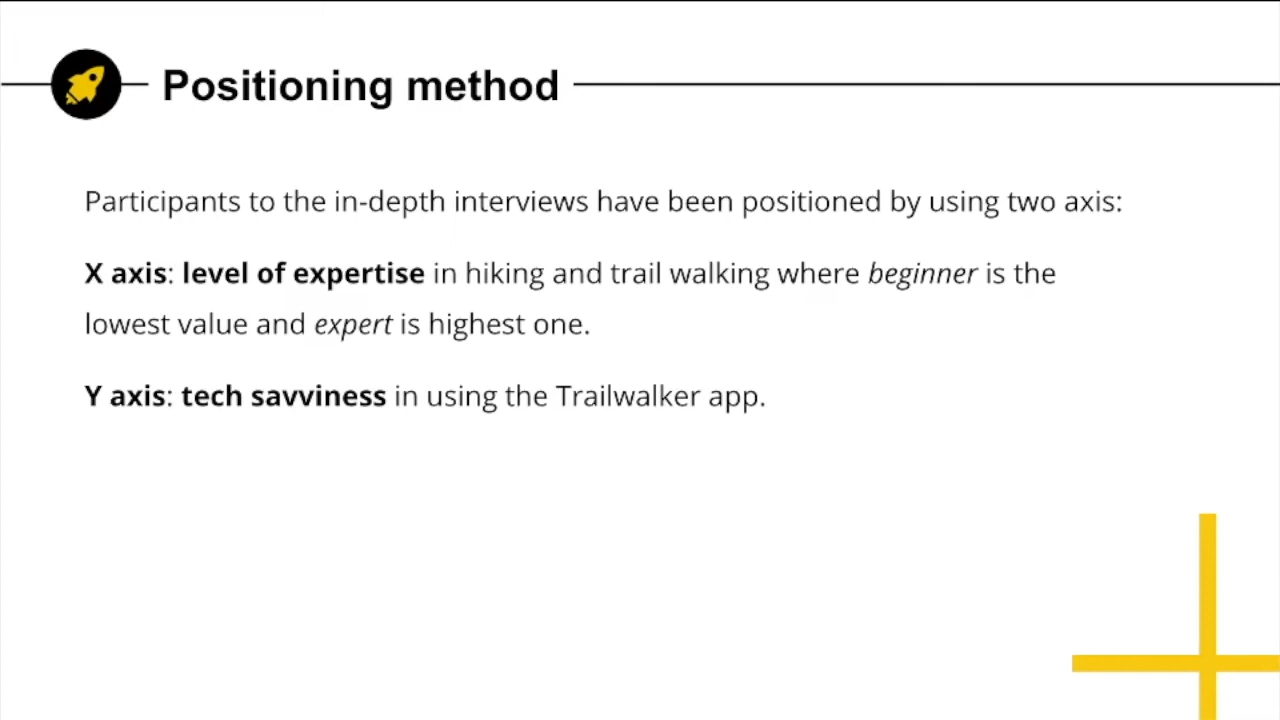 Positioning method
Participants to the in-depth interviews have been positioned by using two axis:
X axis: level of expertise in hiking and trail walking where beginner is the
lowest value and expert is highest one.
Y axis: tech savviness in using the Trailwalker app.